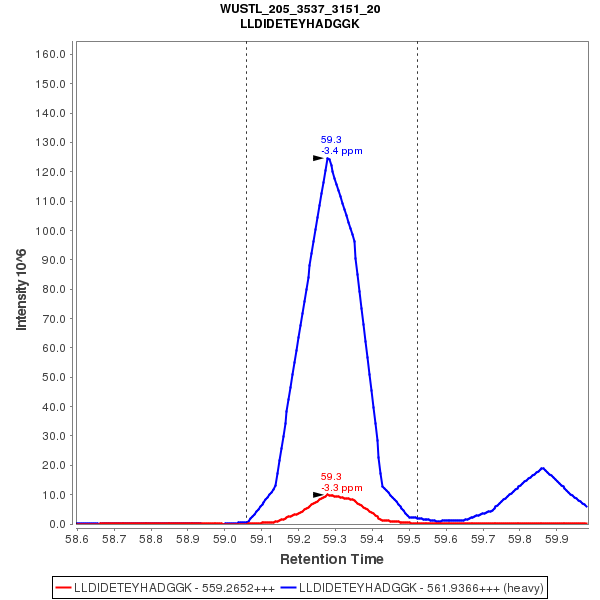 WUSTL_205_3537_3151_20
LLDIDETEYHADGGK
160.0
150.0
140.0
130.0
120.0
110.0
100.0
90.0
80.0
70.0
60.0
50.0
40.0
30.0
20.0
10.0
0.0
Intensity 10^6
59.3
-3.4 ppm
59.3
-3.3 ppm
58.6 58.7 58.8 58.9 59.0 59.1 59.2 59.3 59.4 59.5 59.6 59.7 59.8 59.9
Retention Time
LLDIDETEYHADGGK - 559.2652+++ LLDIDETEYHADGGK - 561.9366+++ (heavy)